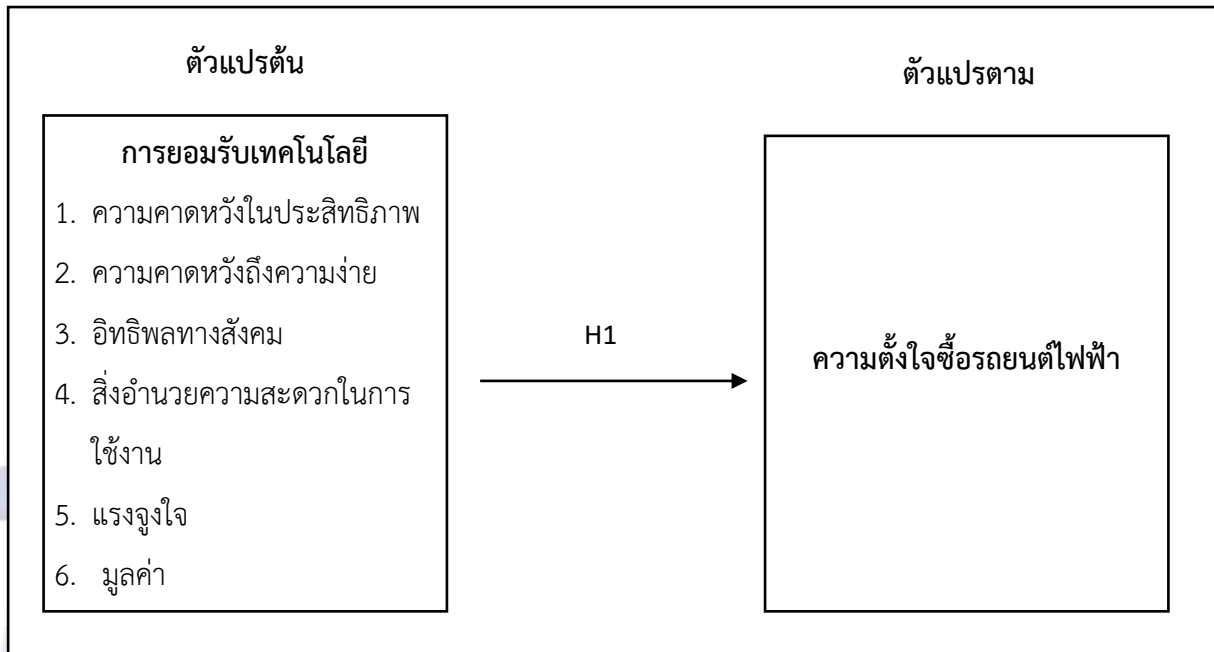 ตัวแปรต้น
การยอมรับเทคโนโลยี
1. ความคาดหวังในประสิทธิภาพ
2. ความคาดหวังถึงความง่าย
3. อิทธิพลทางสังคม
4. สิ่งอำนวยความสะดวกในการ
ใช้งาน
5. แรงจูงใจ
6. มูลค่า
H1
ตัวแปรตาม
ความตั้งใจซื้อรถยนต์ไฟฟ้า